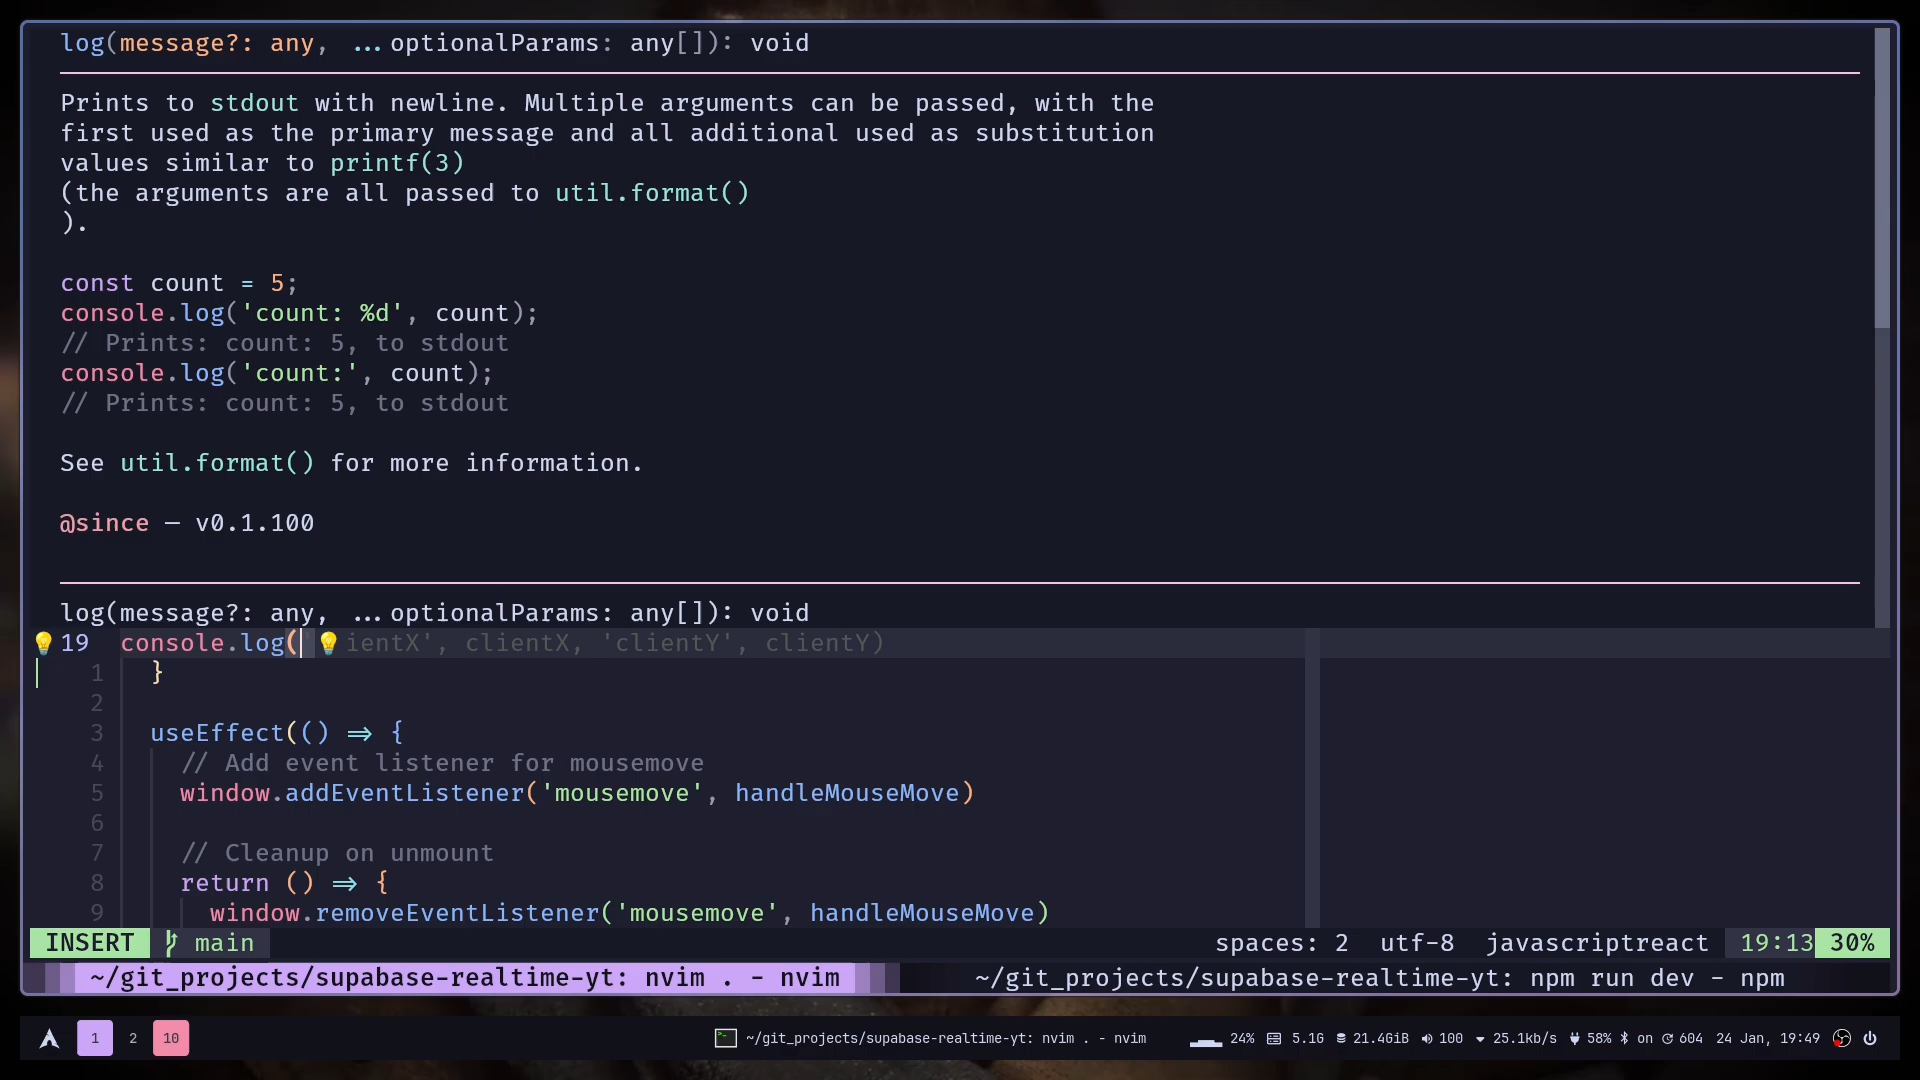 log(message?: any, ...optionalParams: any[]): void
Prints to stdout with newline. Multiple arguments can be passed, with the
first used as the primary message and all additional used as substitution
values similar to printf(3)
(the arguments are all passed to util.format()
).
const count = 5;
console.log('count: %d', count);
// Prints: count: 5, to stdout
console.log('count:', count);
// Prints: count: 5, to stdout
See util.format() for more information.
@since — v0.1.100
log(message?: any, ...optionalParams: any[]): void
19 console.log( ientX', clientX, 'clientY', clientY)
1 }
2
3 useEffect(() => {
4 // Add event listener for mousemove
5 window.addEventListener('mousemove', handleMouseMove)
6
7 // Cleanup on unmount
8 return () => {
9 window.removeEventListener('mousemove', handleMouseMove)
INSERT main spaces: 2 utf-8 javascriptreact 19:13 30%
~/git_projects/supabase-realtime-yt: nvim . - nvim ~/git_projects/supabase-realtime-yt: npm run dev - npm
1 2 10 ~/git_projects/supabase-realtime-yt: nvim . - nvim 24% 5.1G 21.4GiB 100 25.1kb/s 58% on 604 24 Jan, 19:49